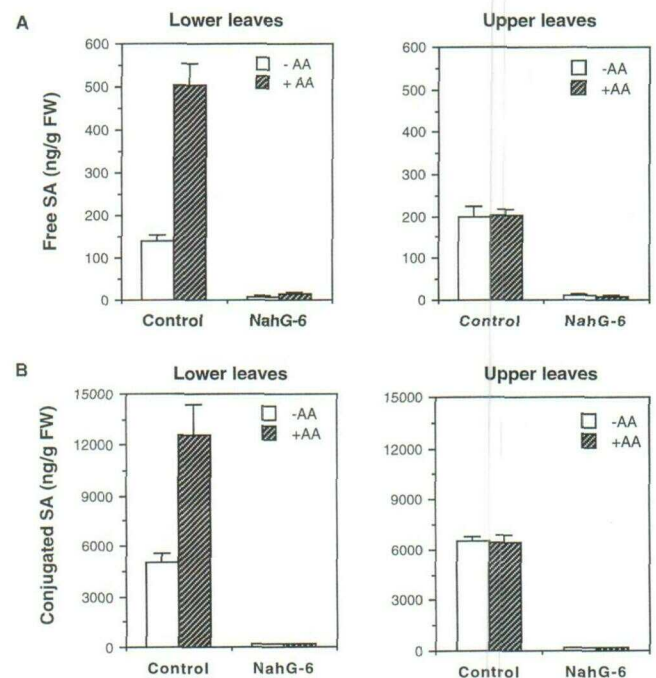 A
Lower leaves
Upper leaves
Free SA (ng/g FW)
600
500
400
300
200
100
0
- AA
+ AA
Control
NahG-6
600
500
400
300
200
100
0
-AA
+AA
Control
NahG-6
B
Lower leaves
Upper leaves
Conjugated SA (ng/g FW)
15000
12000
9000
6000
3000
0
-AA
+AA
Control
NahG-6
15000
12000
9000
6000
3000
0
-AA
+AA
Control
NahG-6